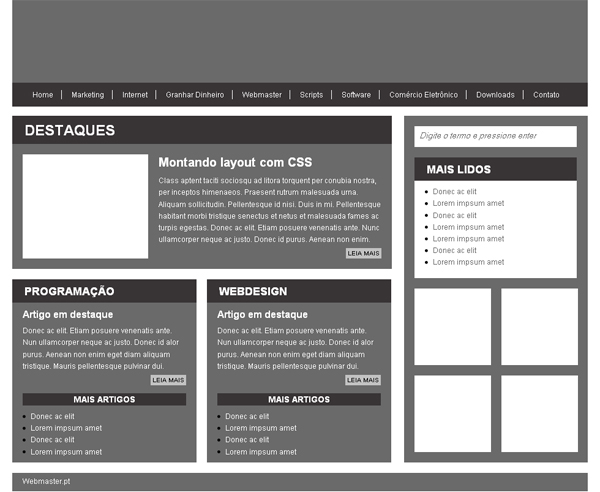 Home | Marketing | Internet | Granhar Dinheiro | Webmaster | Scripts | Software | Comércio Eletrônico | Downloads | Contato
DESTAQUES
Montando layout com CSS
Class aptent taciti sociosqu ad litora torquent per conubia nostra,
per inceptos himenaeos. Praesent rutrum malesuada urna.
Aliquam sollicitudin. Pellentesque id nisi. Duis in mi. Pellentesque
habitant morbi tristique senectus et netus et malesuada fames ac
turpis egestas. Donec ac elit. Etiam posuere venenatis ante. Nunc
ullamcorper neque ac justo. Donec id purus. Aenean non enim.
LEIA MAIS
PROGRAMAÇÃO
Artigo em destaque
Donec ac elit. Etiam posuere venenatis ante.
Nun ullamcorper neque ac justo. Donec id alor
purus. Aenean non enim eget diam aliquam
tristique. Mauris pellentesque pulvinar dui.
LEIA MAIS
MAIS ARTIGOS
Donec ac elit
Lorem impsum amet
Donec ac elit
Lorem impsum amet
WEBDESIGN
Artigo em destaque
Donec ac elit. Etiam posuere venenatis ante.
Nun ullamcorper neque ac justo. Donec id alor
purus. Aenean non enim eget diam aliquam
tristique. Mauris pellentesque pulvinar dui.
LEIA MAIS
MAIS ARTIGOS
Donec ac elit
Lorem impsum amet
Donec ac elit
Lorem impsum amet
Digite o termo e pressione enter
MAIS LIDOS
Donec ac elit
Lorem impsum amet
Donec ac elit
Lorem impsum amet
Donec ac elit
Lorem impsum amet
Donec ac elit
Webmaster.pt